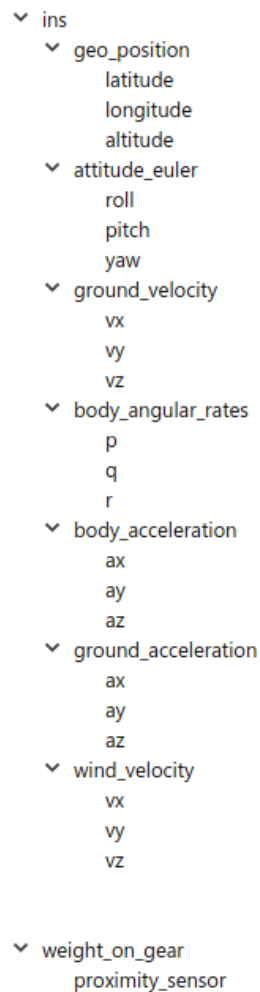 ins
geo_position
latitude
longitude
altitude
attitude_euler
roll
pitch
yaw
ground_velocity
vx
vy
vz
body_angular_rates
p
q
r
body_acceleration
ax
ay
az
ground_acceleration
ax
ay
az
wind_velocity
vx
vy
vz
weight_on_gear
proximity_sensor